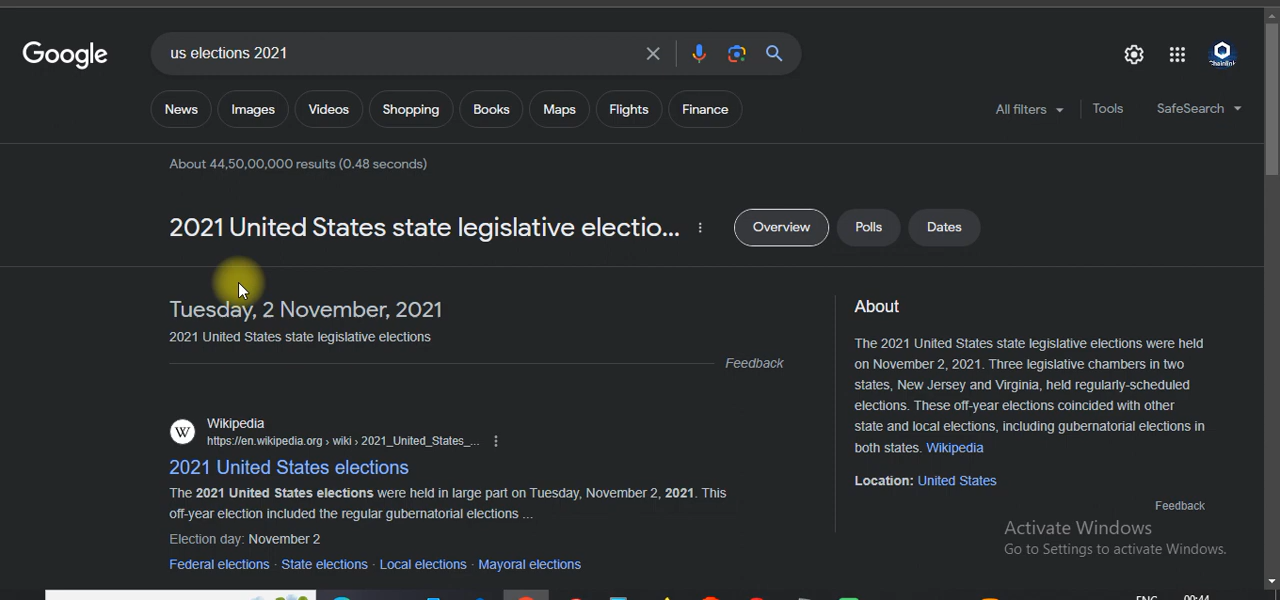 Google
us elections 2021
News Images Videos Shopping Books Maps Flights Finance
All filters Tools SafeSearch
About 44,50,00,000 results (0.48 seconds)
2021 United States state legislative electio...
Overview Polls Dates
Tuesday, 2 November, 2021
2021 United States state legislative elections
Feedback
W
Wikipedia
https://en.wikipedia.org › wiki › 2021_United_States_...
2021 United States elections
The 2021 United States elections were held in large part on Tuesday, November 2, 2021. This
off-year election included the regular gubernatorial elections ...
Election day: November 2
Federal elections · State elections · Local elections · Mayoral elections
About
The 2021 United States state legislative elections were held
on November 2, 2021. Three legislative chambers in two
states, New Jersey and Virginia, held regularly-scheduled
elections. These off-year elections coincided with other
state and local elections, including gubernatorial elections in
both states. Wikipedia
Location: United States
Feedback
Activate Windows
Go to Settings to activate Windows.
ENG 00:44